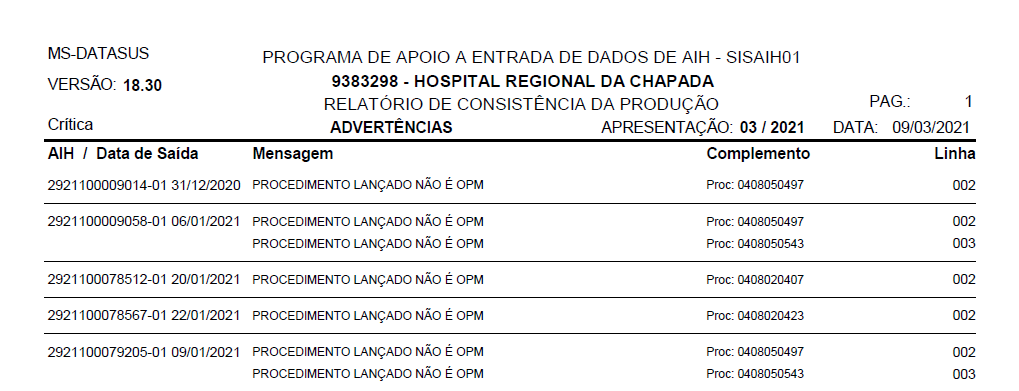 MS-DATASUS
PROGRAMA DE APOIO A ENTRADA DE DADOS DE AIH - SISAIH01
VERSÃO: 18.30
9383298 - HOSPITAL REGIONAL DA CHAPADA
RELATÓRIO DE CONSISTÊNCIA DA PRODUÇÃO PAG.: 1
Crítica ADVERTÊNCIAS APRESENTAÇÃO: 03 / 2021 DATA: 09/03/2021
AIH / Data de Saída Mensagem Complemento Linha
2921100009014-01 31/12/2020 PROCEDIMENTO LANÇADO NÃO É OPM Proc: 0408050497 002
2921100009058-01 06/01/2021 PROCEDIMENTO LANÇADO NÃO É OPM Proc: 0408050497 002
PROCEDIMENTO LANÇADO NÃO É OPM Proc: 0408050543 003
2921100078512-01 20/01/2021 PROCEDIMENTO LANÇADO NÃO É OPM Proc: 0408020407 002
2921100078567-01 22/01/2021 PROCEDIMENTO LANÇADO NÃO É OPM Proc: 0408020423 002
2921100079205-01 09/01/2021 PROCEDIMENTO LANÇADO NÃO É OPM Proc: 0408050497 002
PROCEDIMENTO LANÇADO NÃO É OPM Proc: 0408050543 003